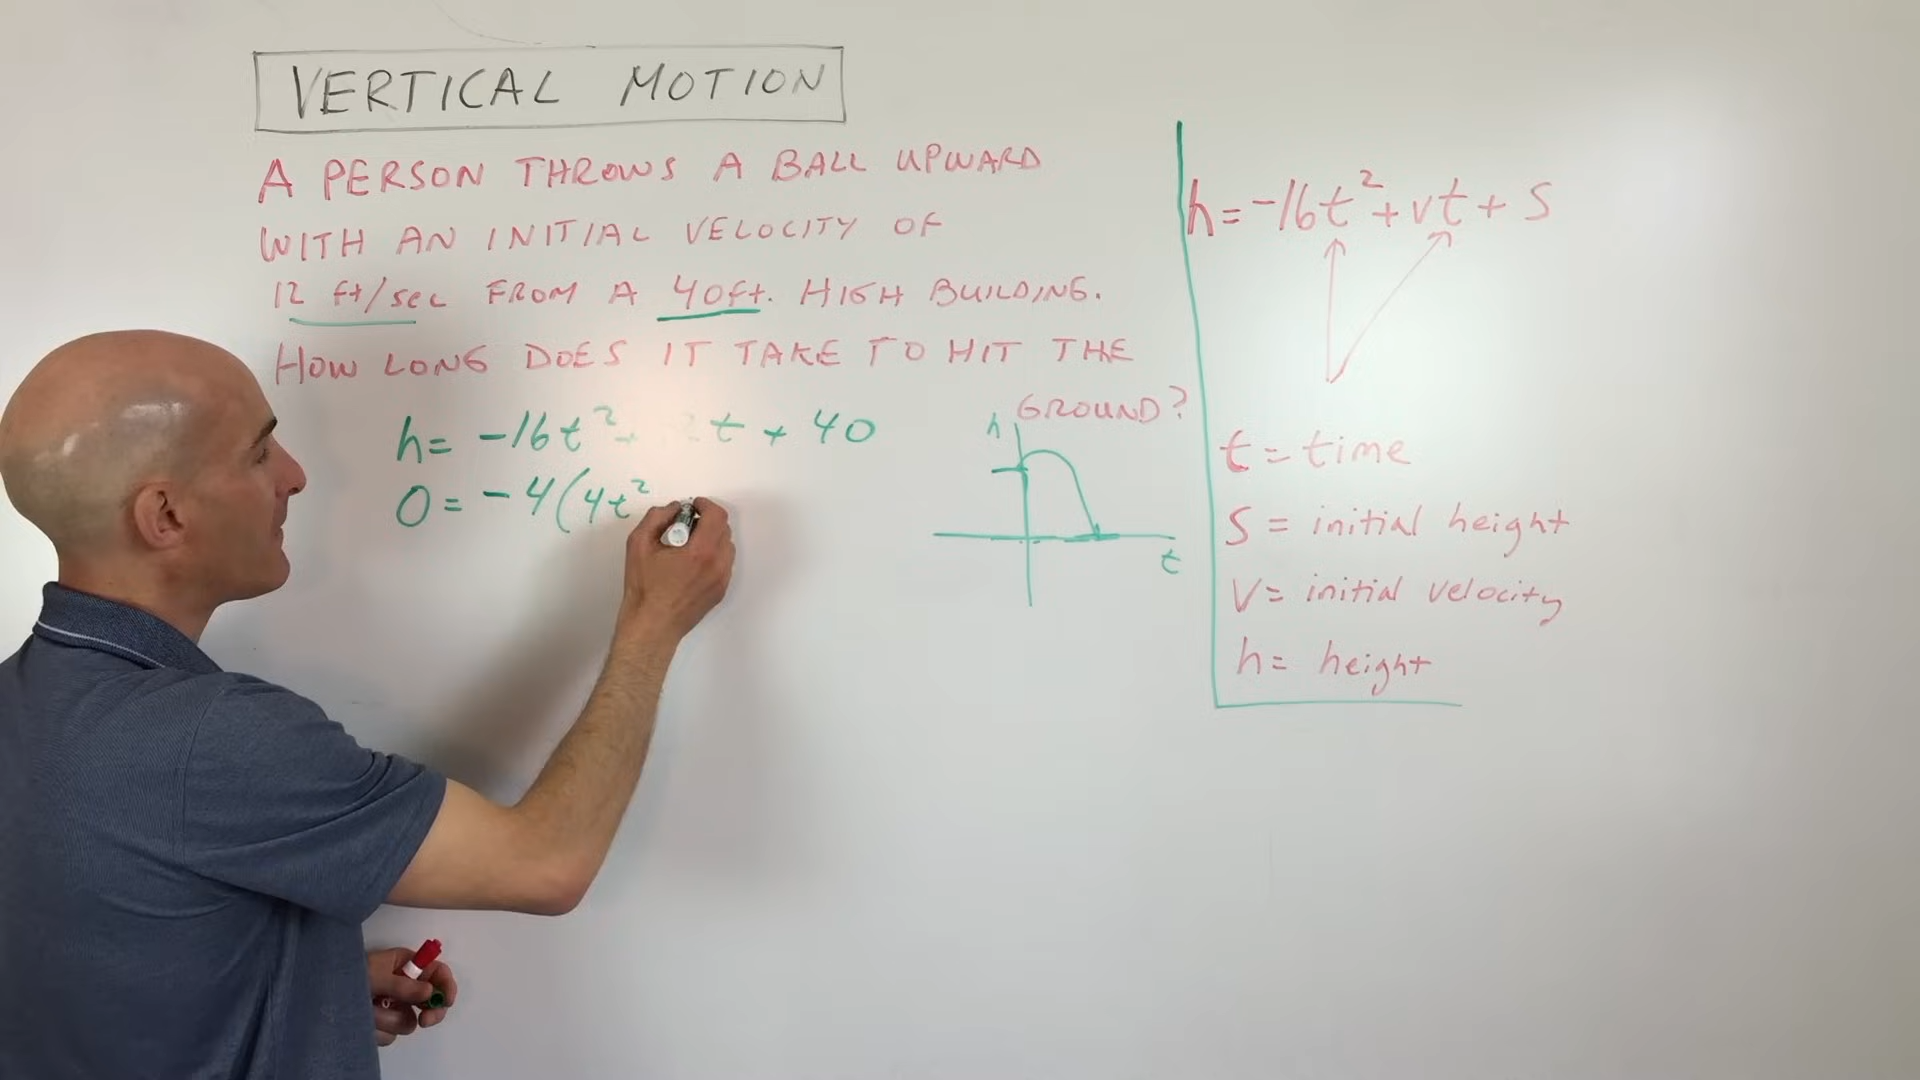 VERTICAL MOTION
A PERSON THROWS A BALL UPWARD
WITH AN INITIAL VELOCITY OF
12 ft/sec FROM A 40ft. HIGH BUILDING.
HOW LONG DOES IT TAKE TO HIT THE
GROUND?
h = -16t² + 2t + 40
0 = -4(4t²
h
t
h = -16t² + vt + s
t = time
s = initial height
v = initial velocity
h = height